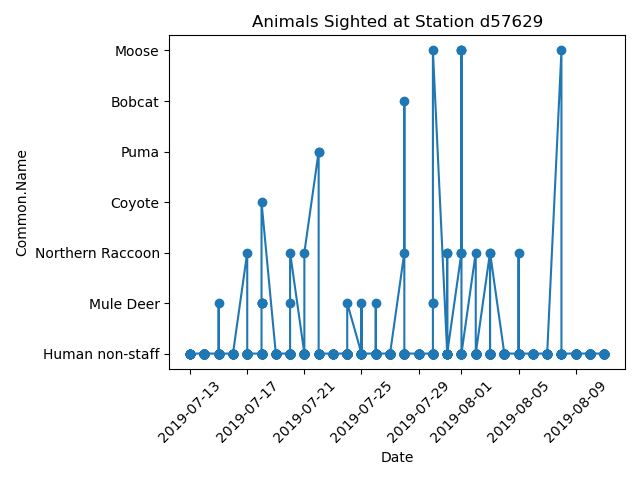 Animals Sighted at Station d57629
Moose
Bobcat
Puma
Coyote
Northern Raccoon
Mule Deer
Human non-staff
Common.Name
2019-07-13
2019-07-17
2019-07-21
2019-07-25
2019-07-29
2019-08-01
2019-08-05
2019-08-09
Date